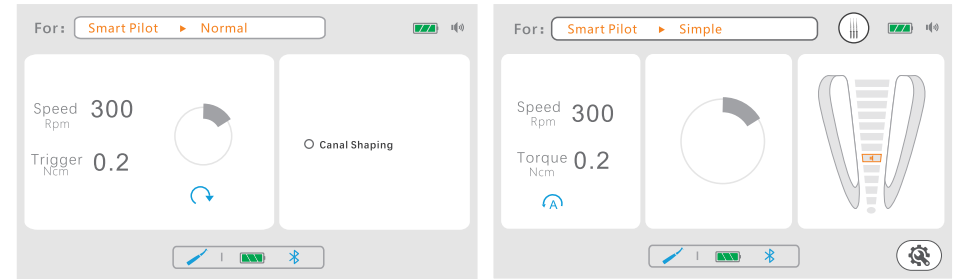 For: Smart Pilot ▶ Normal
Speed 300
Rpm
Trigger 0.2
Ncm
Canal Shaping
For: Smart Pilot ▶ Simple
Speed 300
Rpm
Torque 0.2
Ncm
A